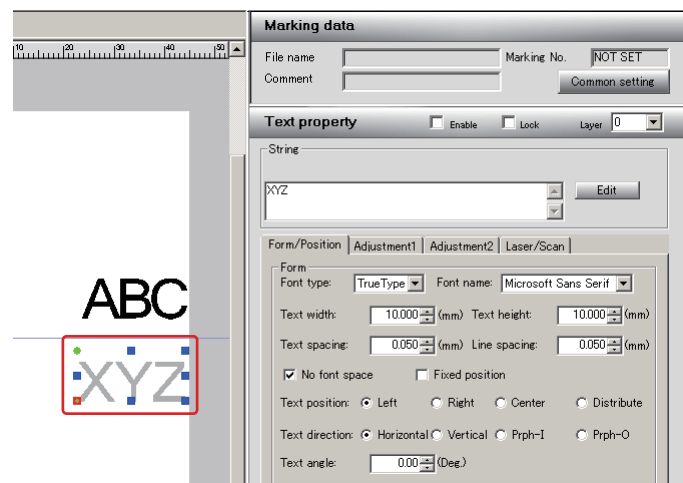 Marking data
File name Marking No. NOT SET
Comment Common setting
10 20 30 40 50
Text property Enable Lock Layer 0
String
XYZ Edit
Form/Position Adjustment1 Adjustment2 Laser/Scan
Form
Font type: TrueType Font name: Microsoft Sans Serif
Text width: 10.000 (mm) Text height: 10.000 (mm)
Text spacing: 0.050 (mm) Line spacing: 0.050 (mm)
No font space Fixed position
Text position: Left Right Center Distribute
Text direction: Horizontal Vertical Prph-I Prph-O
Text angle: 0.00 (Deg.)
ABC
XYZ